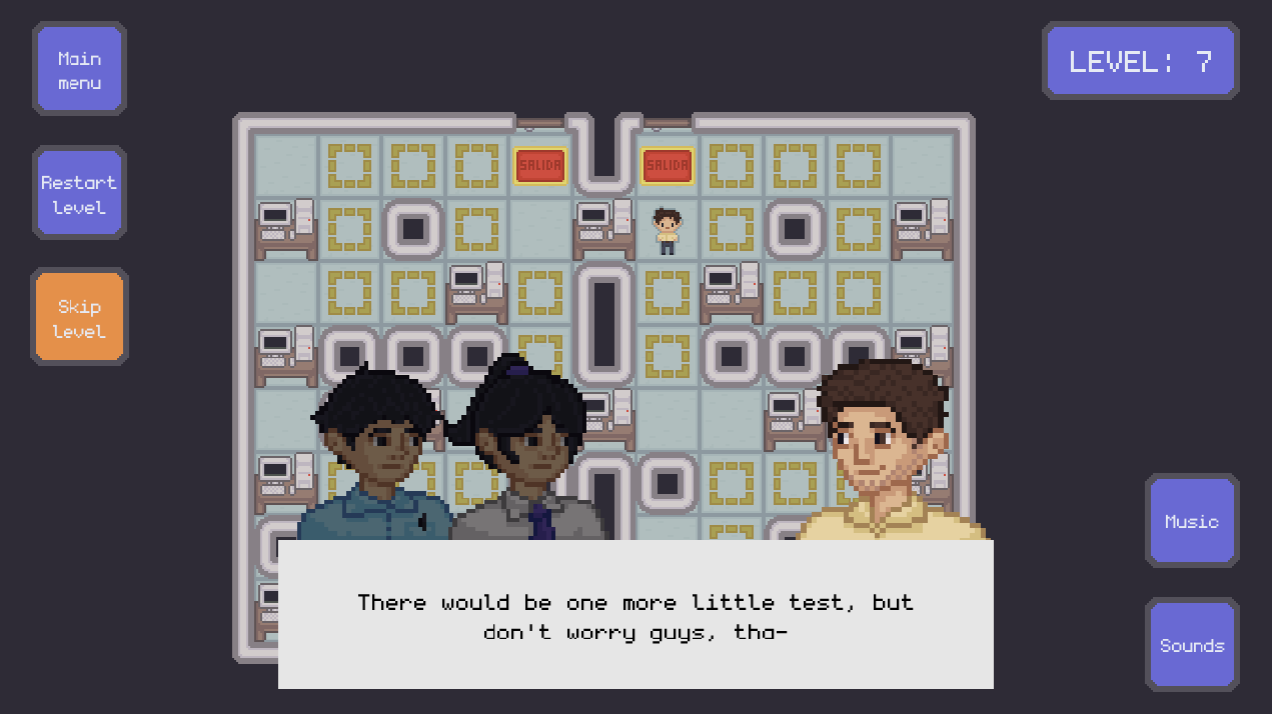 Main
menu
LEVEL: 7
Restart
level
SALIDA
SALIDA
Skip
level
Music
There would be one more little test, but
don't worry guys, tha-
Sounds